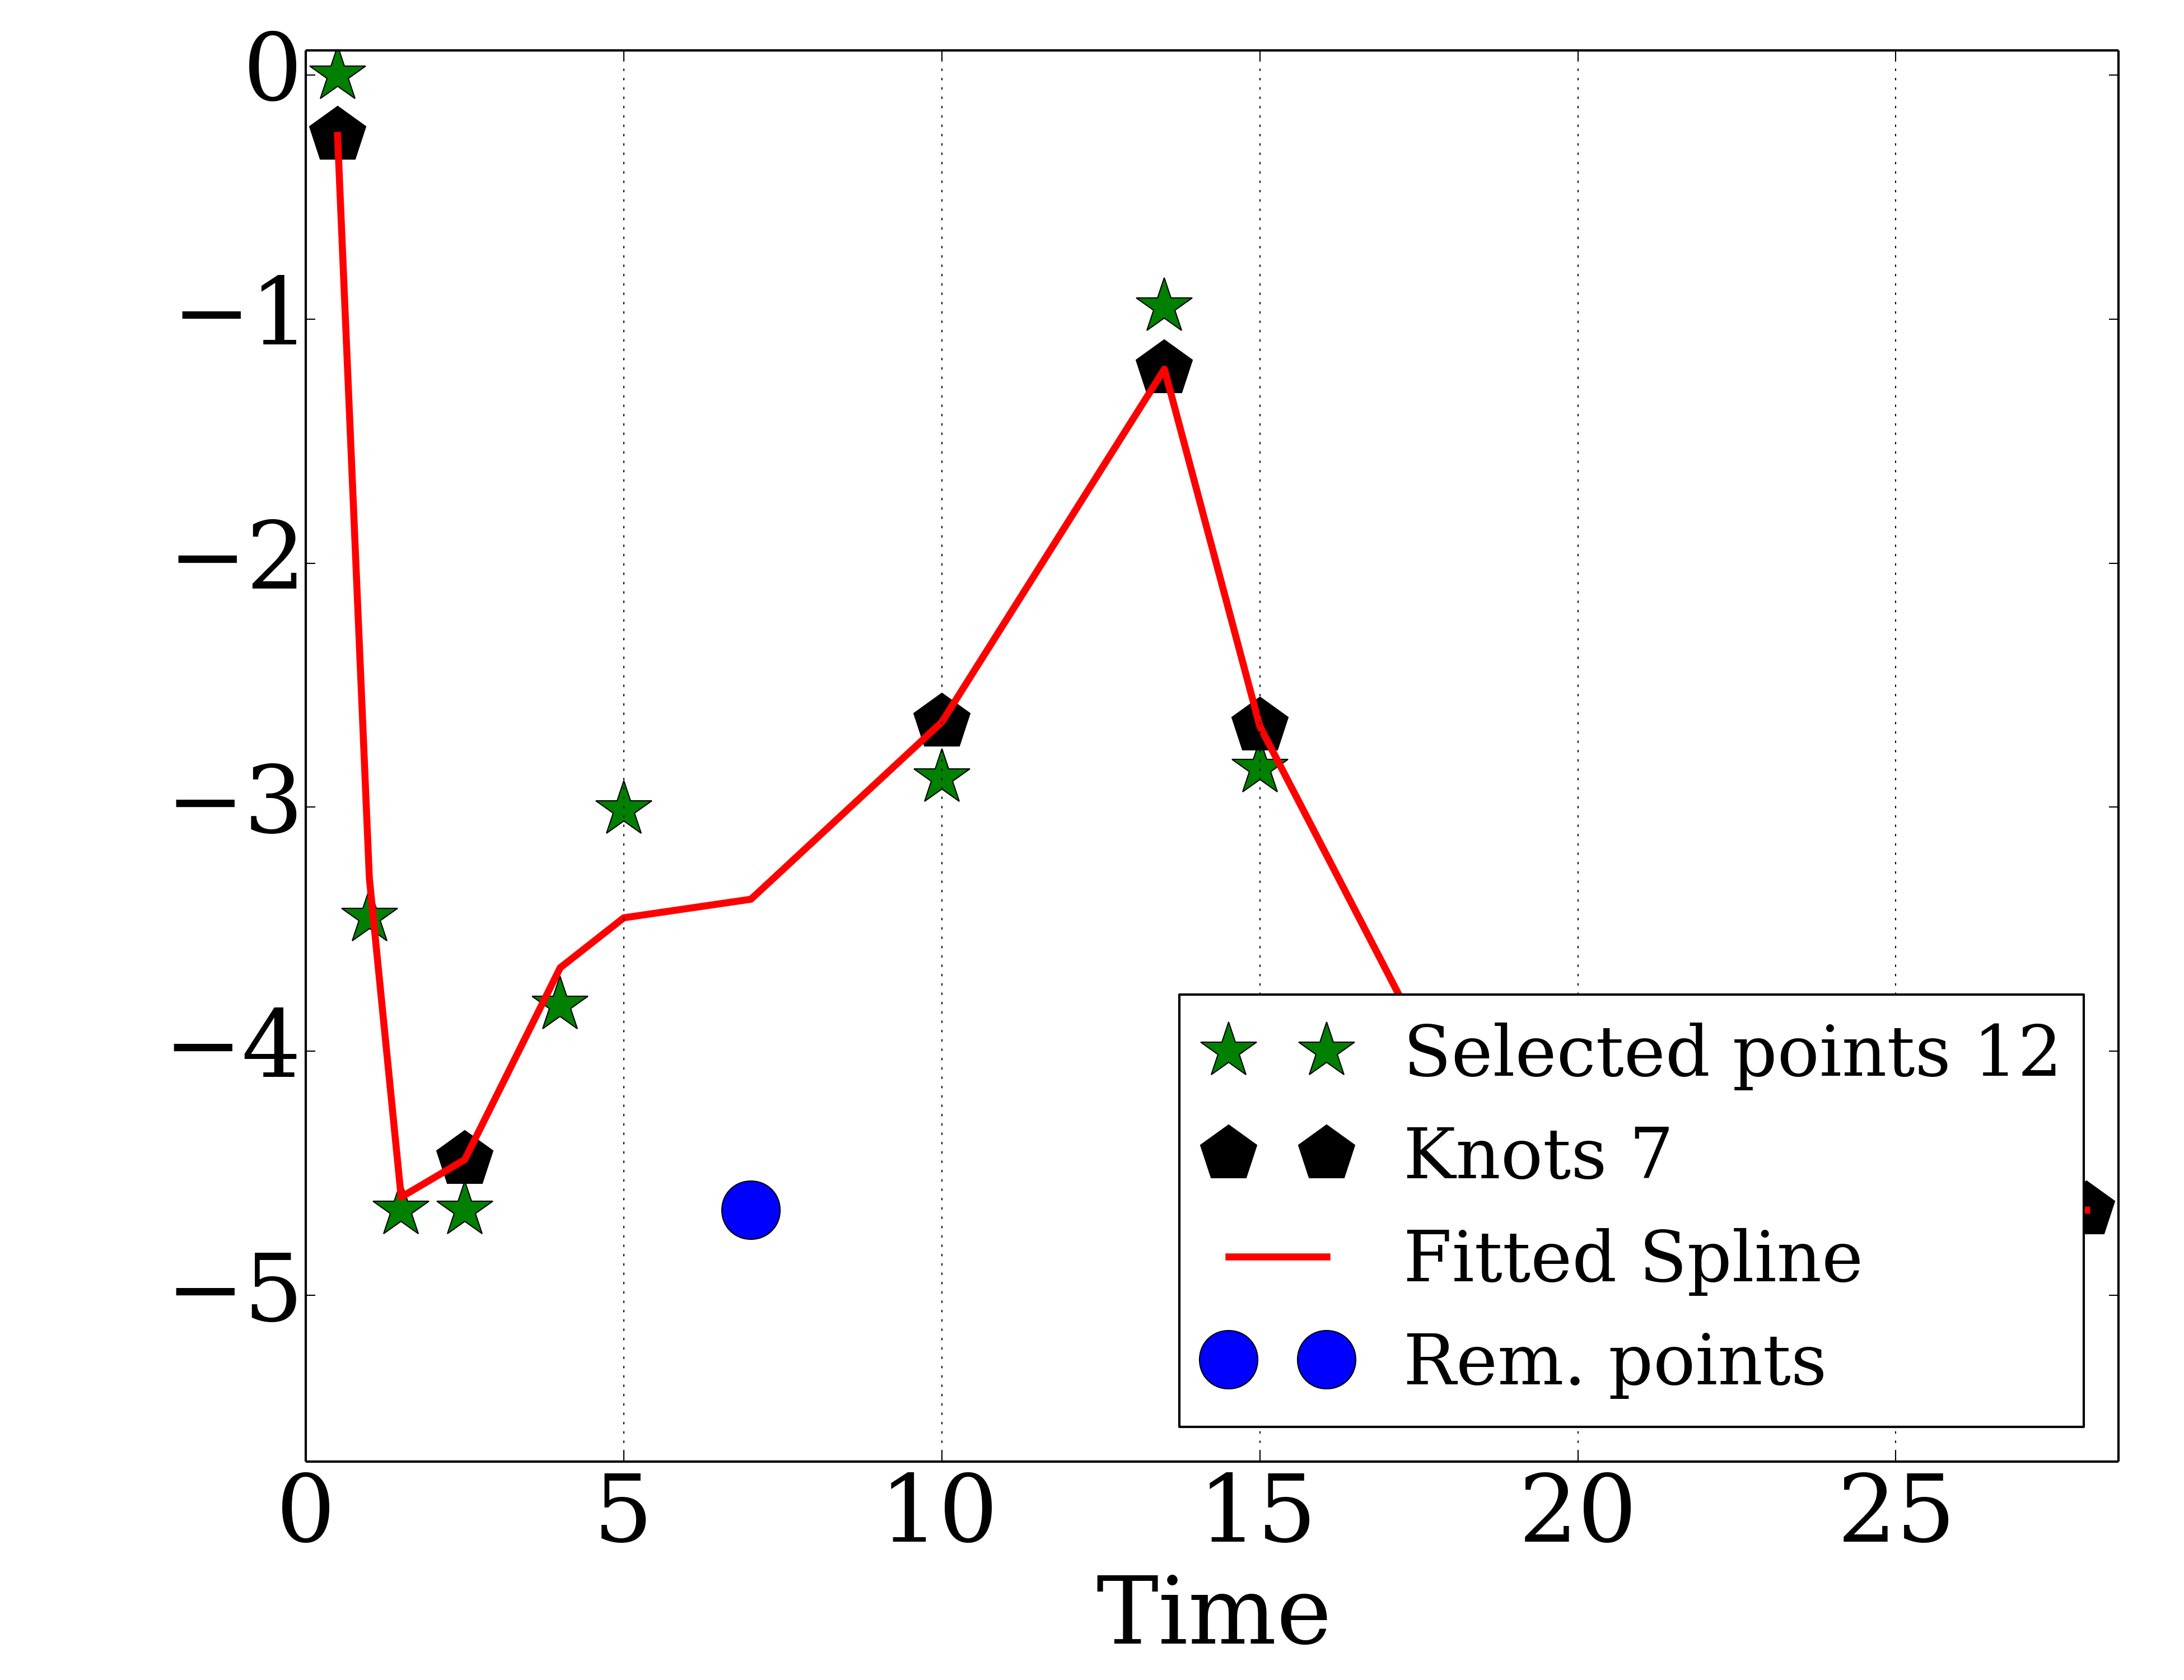 0
−1
−2
−3
−4
−5
Selected points 12
Knots 7
Fitted Spline
Rem. points
0 5 10 15 20 25
Time